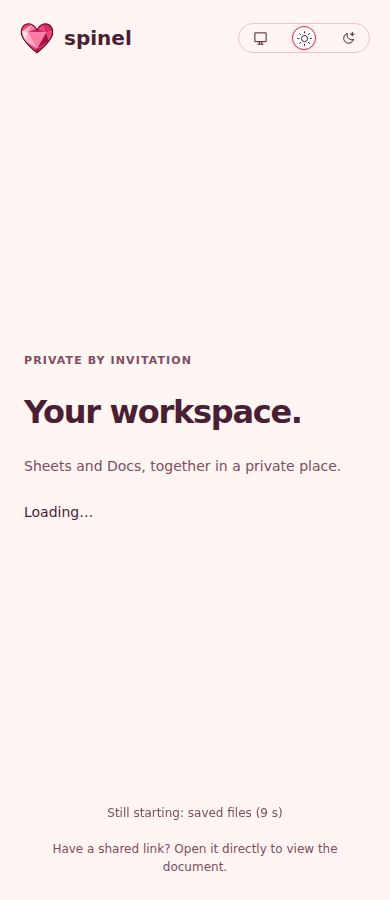 spinel
PRIVATE BY INVITATION
Your workspace.
Sheets and Docs, together in a private place.
Loading…
Still starting: saved files (9 s)
Have a shared link? Open it directly to view the
document.